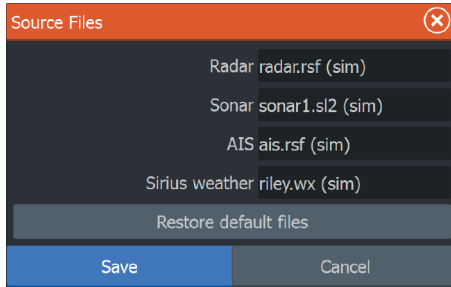 Source Files
Radar radar.rsf (sim)
Sonar sonar1.sl2 (sim)
AIS ais.rsf (sim)
Sirius weather riley.wx (sim)
Restore default files
Save Cancel